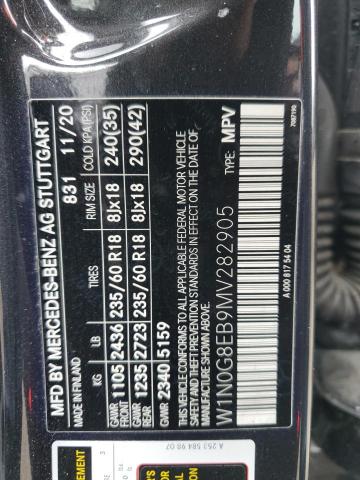 MFD BY MERCEDES-BENZ AG STUTTGART
MADE IN FINLAND 831 11/20
KG LB TIRES RIM SIZE COLD KPA (PSI)
GAWR FRONT 1105 2436 235/60 R18 8Jx18 240(35)
GAWR REAR 1235 2723 235/60 R18 8Jx18 290(42)
GVWR 2340 5159
THIS VEHICLE CONFORMS TO ALL APPLICABLE FEDERAL MOTOR VEHICLE
SAFETY AND THEFT PREVENTION STANDARDS IN EFFECT ON THE DATE OF
MANUFACTURE SHOWN ABOVE.
W1N0G8EB9MV282905 TYPE: MPV
A 000 817 54 04
7087190
A 253 584 98 07